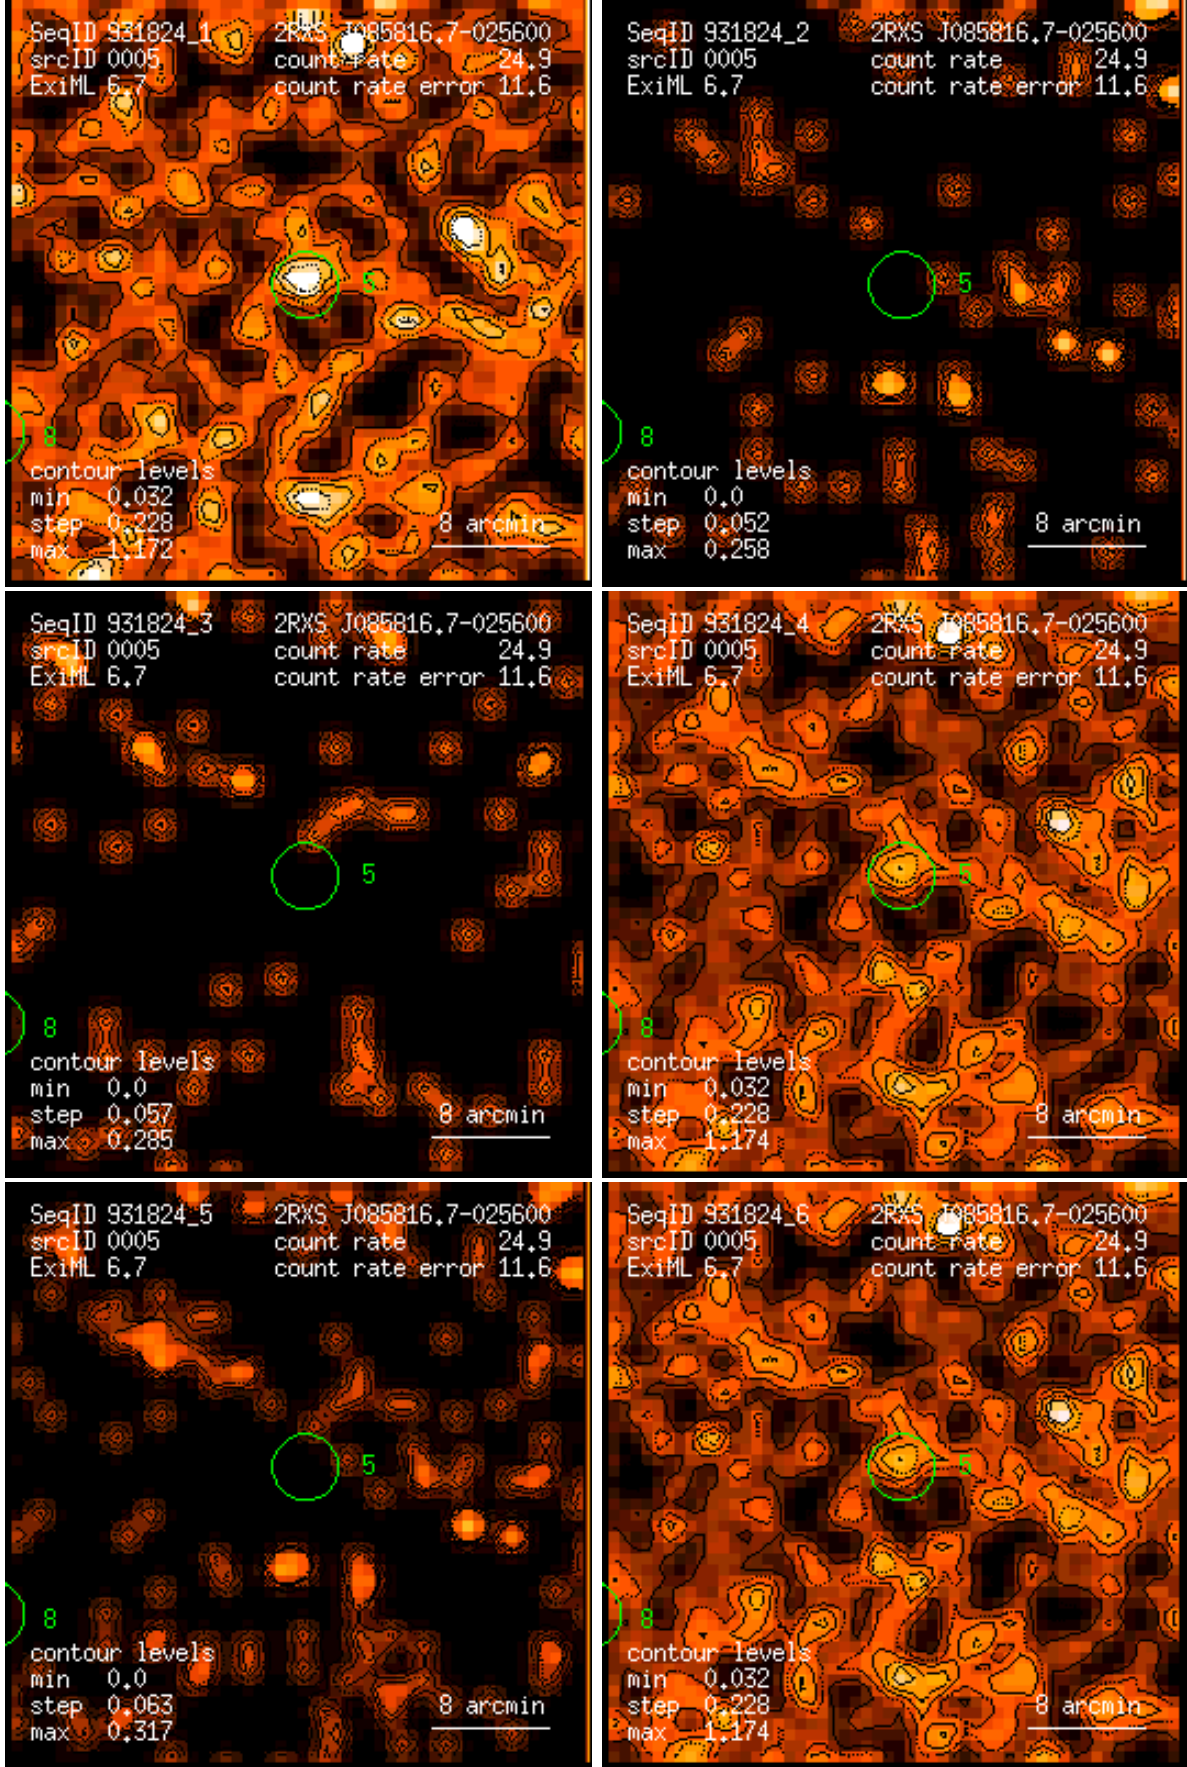 SeqID 931824_1 2RXS J085816.7-025600
srcID 0005 count rate 24.9
ExiML 6.7 count rate error 11.6
5
8
contour levels
min 0.032
step 0.228
max 1.172
8 arcmin
SeqID 931824_2 2RXS J085816.7-025600
srcID 0005 count rate 24.9
ExiML 6.7 count rate error 11.6
5
8
contour levels
min 0.0
step 0.052
max 0.258
8 arcmin
SeqID 931824_3 2RXS J085816.7-025600
srcID 0005 count rate 24.9
ExiML 6.7 count rate error 11.6
5
8
contour levels
min 0.0
step 0.057
max 0.285
8 arcmin
SeqID 931824_4 2RXS J085816.7-025600
srcID 0005 count rate 24.9
ExiML 6.7 count rate error 11.6
5
8
contour levels
min 0.032
step 0.228
max 1.174
8 arcmin
SeqID 931824_5 2RXS J085816.7-025600
srcID 0005 count rate 24.9
ExiML 6.7 count rate error 11.6
5
8
contour levels
min 0.0
step 0.063
max 0.317
8 arcmin
SeqID 931824_6 2RXS J085816.7-025600
srcID 0005 count rate 24.9
ExiML 6.7 count rate error 11.6
5
8
contour levels
min 0.032
step 0.228
max 1.174
8 arcmin